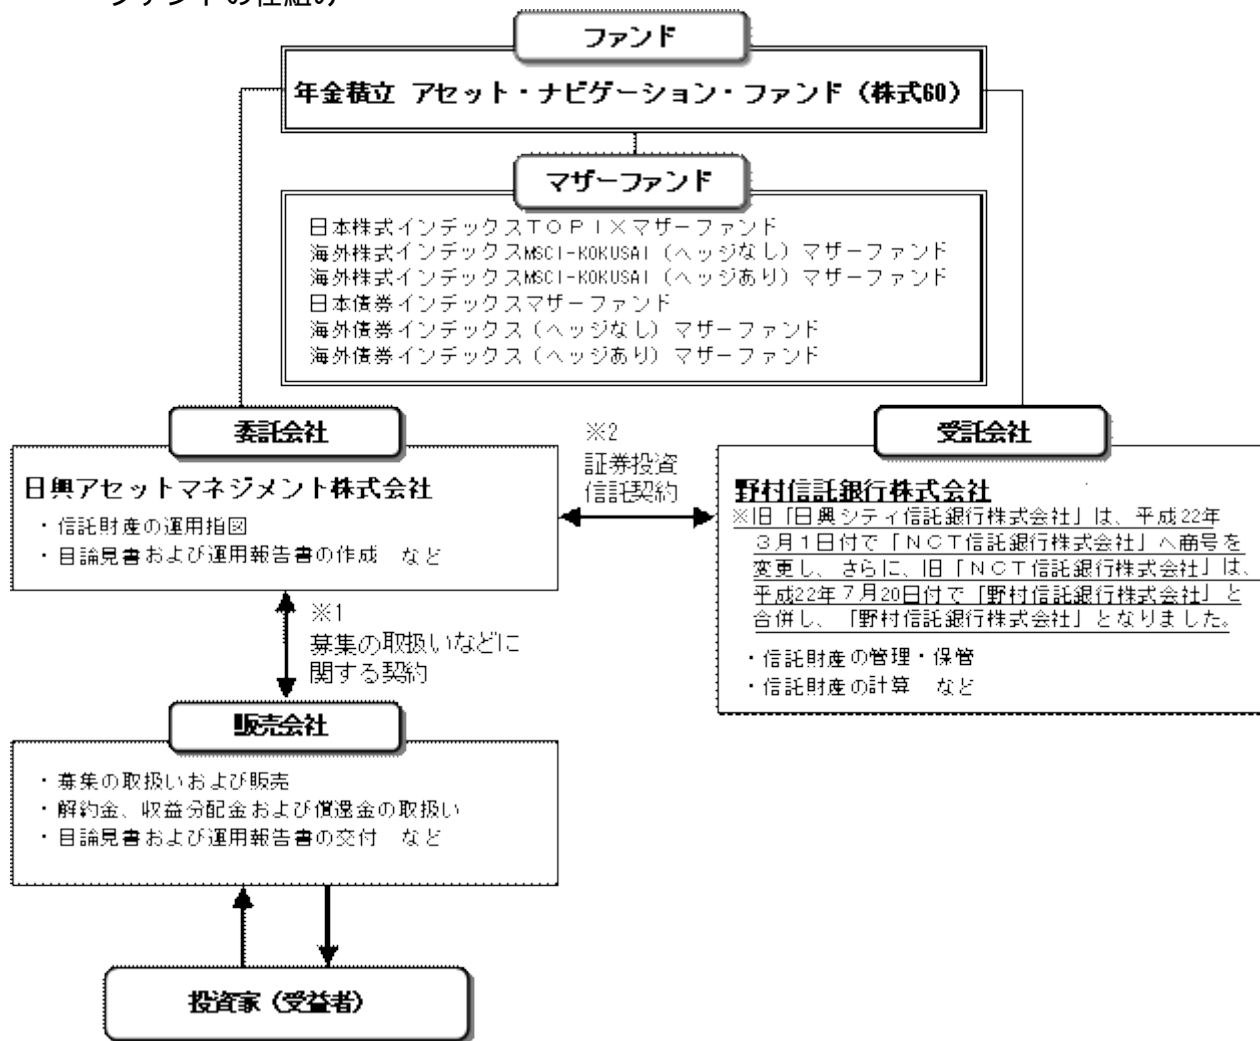 ファンドの仕組み
ファンド
年金積立 アセット・ナビゲーション・ファンド（株式60）
マザーファンド
日本株式インデックスＴＯＰＩＸマザーファンド
海外株式インデックスMSCI-KOKUSAI（ヘッジなし）マザーファンド
海外株式インデックスMSCI-KOKUSAI（ヘッジあり）マザーファンド
日本債券インデックスマザーファンド
海外債券インデックス（ヘッジなし）マザーファンド
海外債券インデックス（ヘッジあり）マザーファンド
委託会社
日興アセットマネジメント株式会社
・信託財産の運用指図
・目論見書および運用報告書の作成　など
※2
証券投資
信託契約
受託会社
野村信託銀行株式会社
※旧「日興シティ信託銀行株式会社」は、平成22年
３月１日付で「ＮＣＴ信託銀行株式会社」へ商号を
変更し、さらに、旧「ＮＣＴ信託銀行株式会社」は、
平成22年７月20日付で「野村信託銀行株式会社」と
合併し、「野村信託銀行株式会社」となりました。
・信託財産の管理・保管
・信託財産の計算　など
※1
募集の取扱いなどに
関する契約
販売会社
・募集の取扱いおよび販売
・解約金、収益分配金および償還金の取扱い
・目論見書および運用報告書の交付　など
投資家（受益者）